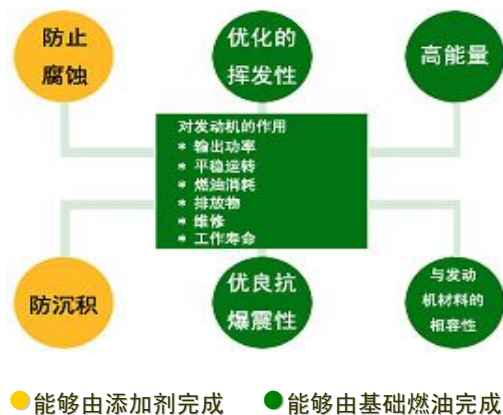 防止
腐蚀
优化的
挥发性
高能量
对发动机的作用
* 输出功率
* 平稳运转
* 燃油消耗
* 排放物
* 维修
* 工作寿命
防沉积
优良抗
爆震性
与发动
机材料的
相容性
能够由添加剂完成
能够由基础燃油完成